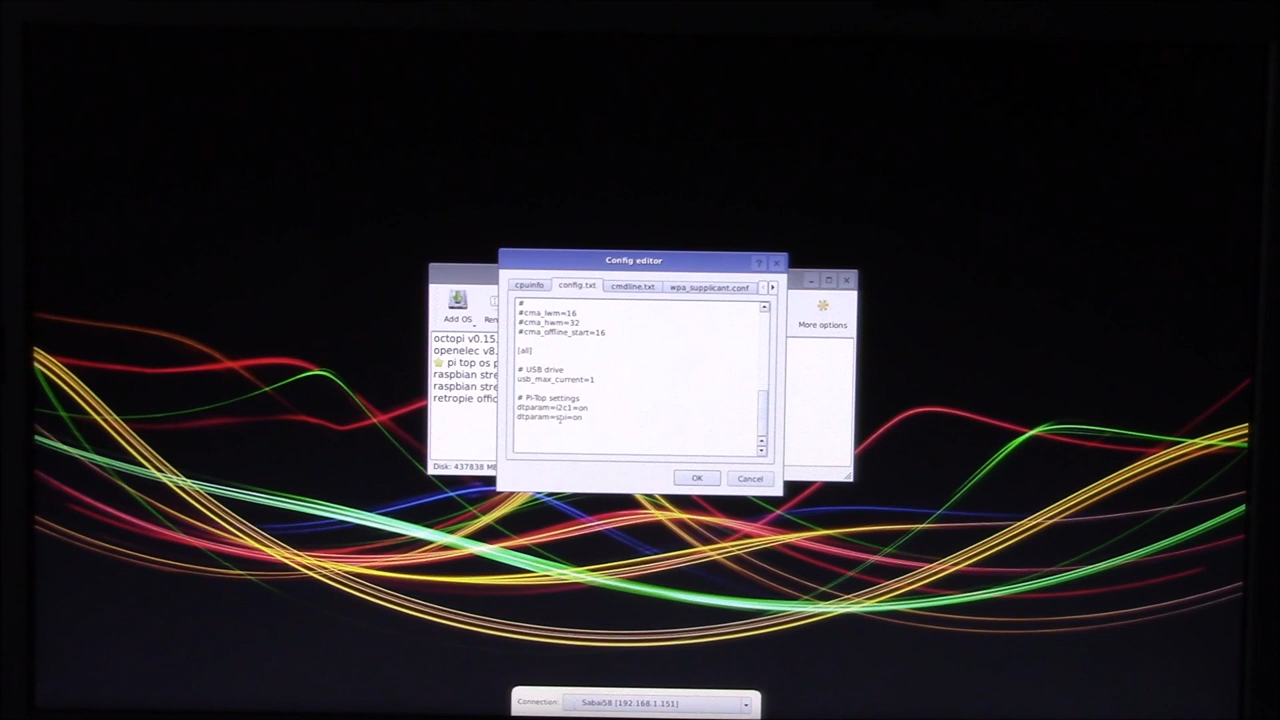 Config editor
cpuinfo
config.txt
cmdline.txt
wpa_supplicant.conf
Add OS
More options
#
#cma_lwm=16
#cma_hwm=32
#cma_offline_start=16
[all]
# USB drive
usb_max_current=1
# Pi-Top settings
dtparam=i2c1=on
dtparam=spi=on
octopi v0.15.
openelec v8.
pi top os p
raspbian stre
raspbian stre
retropie offic
Disk: 437838 MB
OK
Cancel
Connection:
Sabai58 [192.168.1.151]